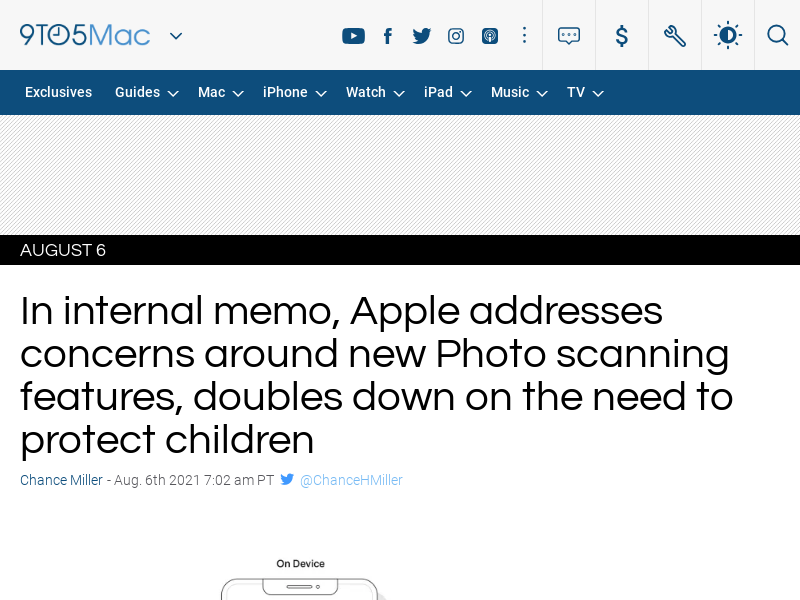 9TO5Mac
Exclusives Guides Mac iPhone Watch iPad Music TV
AUGUST 6
In internal memo, Apple addresses
concerns around new Photo scanning
features, doubles down on the need to
protect children
Chance Miller - Aug. 6th 2021 7:02 am PT @ChanceHMiller
On Device